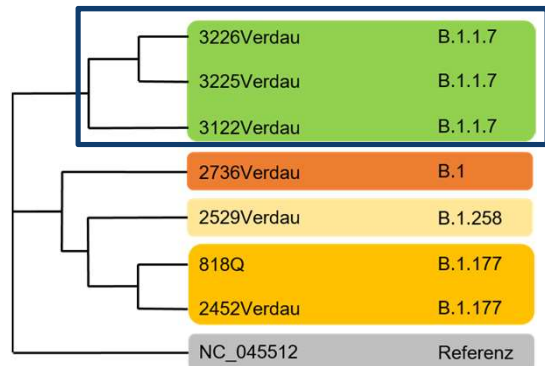 3226Verdau B.1.1.7
3225Verdau B.1.1.7
3122Verdau B.1.1.7
2736Verdau B.1
2529Verdau B.1.258
818Q B.1.177
2452Verdau B.1.177
NC_045512 Referenz